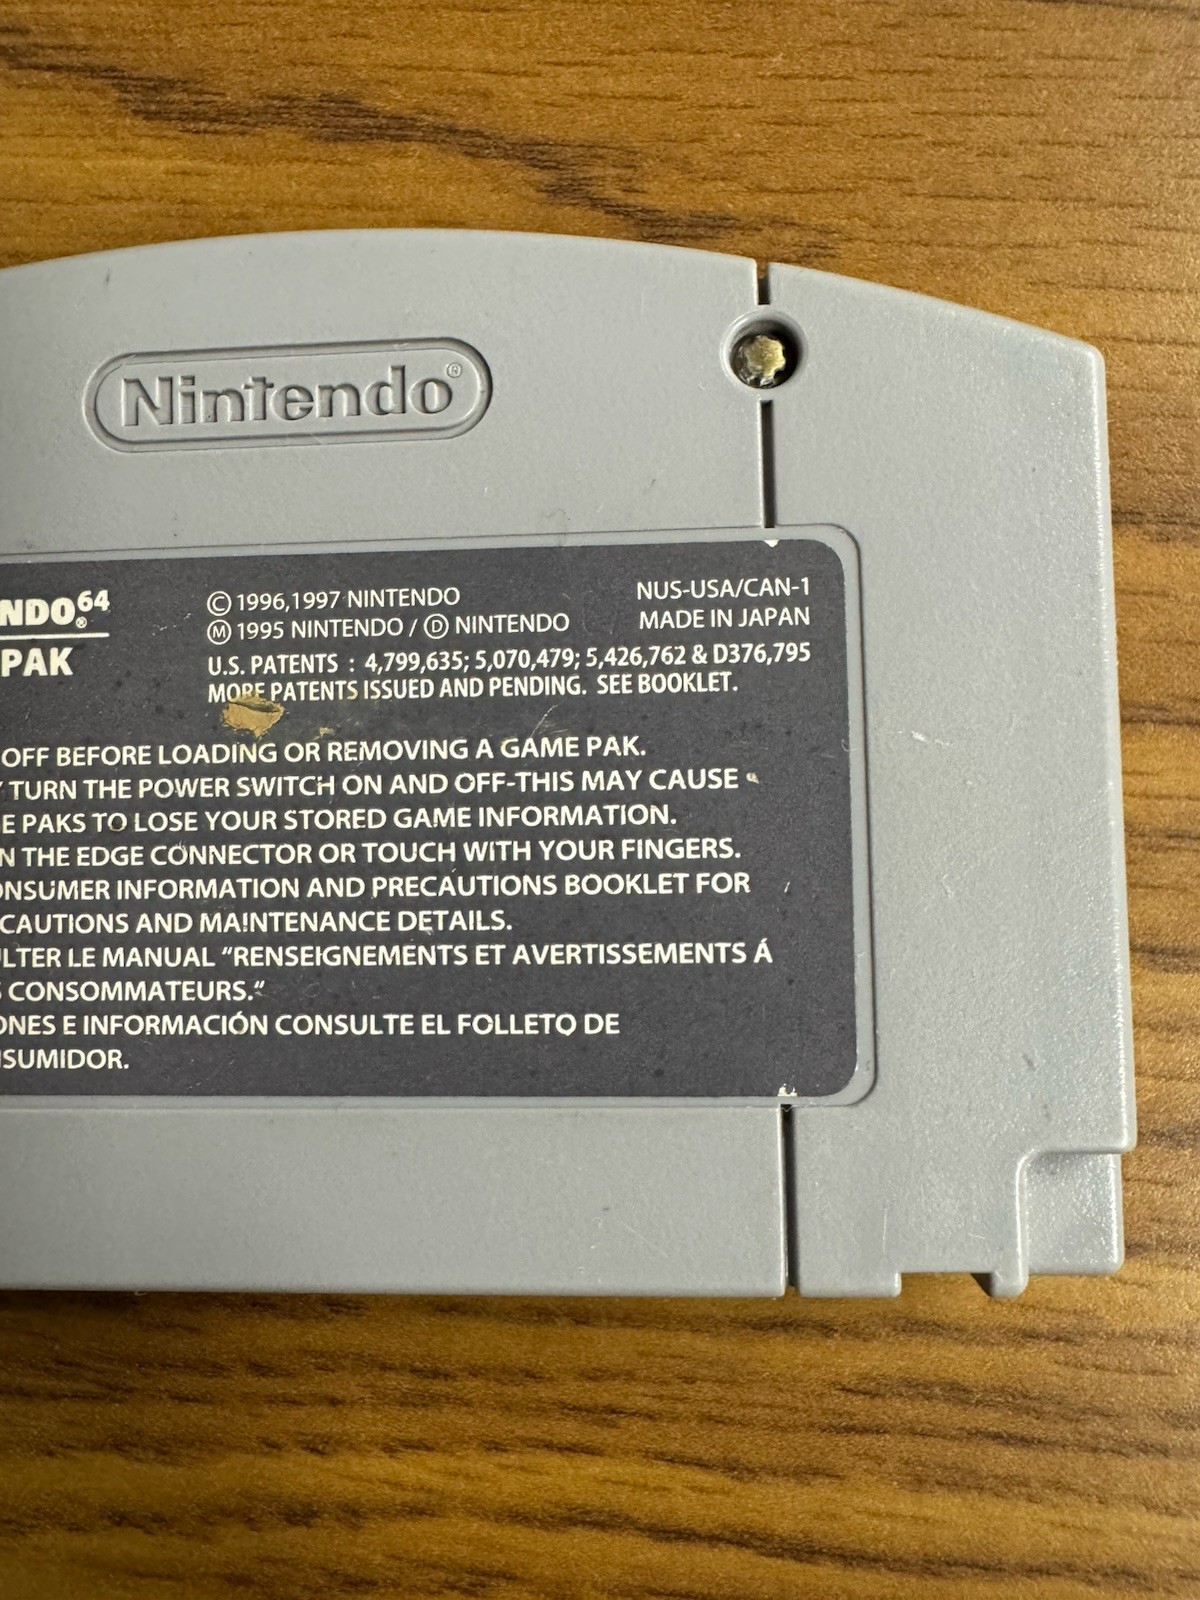 Nintendo®
NDO®64
PAK
Ⓒ 1996,1997 NINTENDO
Ⓜ 1995 NINTENDO / Ⓓ NINTENDO
NUS-USA/CAN-1
MADE IN JAPAN
U.S. PATENTS : 4,799,635; 5,070,479; 5,426,762 & D376,795
MORE PATENTS ISSUED AND PENDING. SEE BOOKLET.
OFF BEFORE LOADING OR REMOVING A GAME PAK.
TURN THE POWER SWITCH ON AND OFF-THIS MAY CAUSE
E PAKS TO LOSE YOUR STORED GAME INFORMATION.
N THE EDGE CONNECTOR OR TOUCH WITH YOUR FINGERS.
ONSUMER INFORMATION AND PRECAUTIONS BOOKLET FOR
CAUTIONS AND MAINTENANCE DETAILS.
LTER LE MANUAL “RENSEIGNEMENTS ET AVERTISSEMENTS Á
S CONSOMMATEURS.“
ONES E INFORMACIÓN CONSULTE EL FOLLETO DE
SUMIDOR.